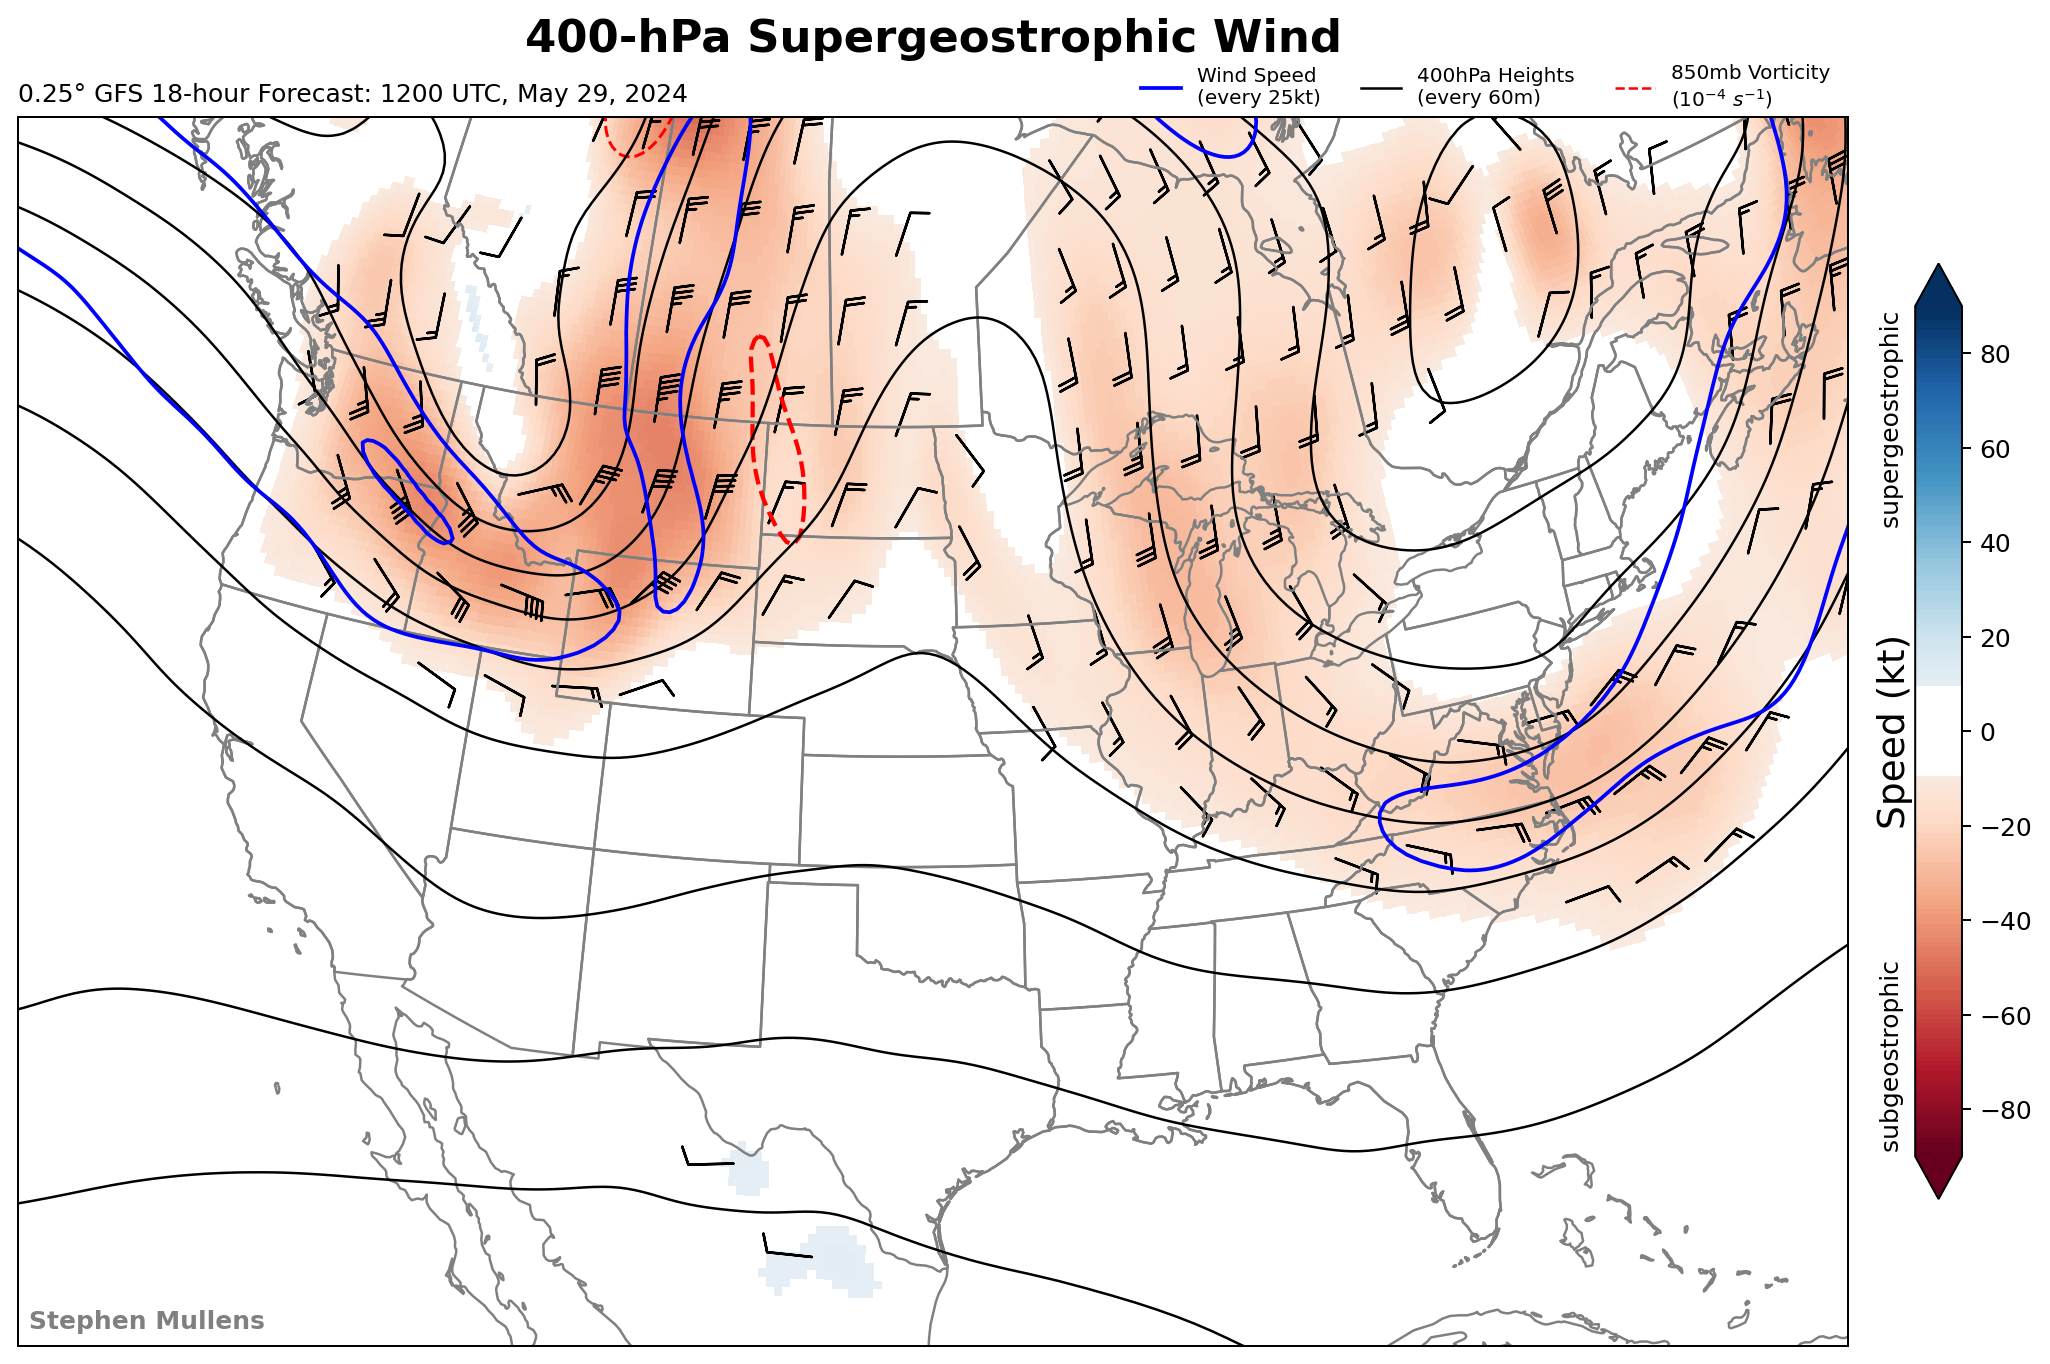 400-hPa Supergeostrophic Wind
0.25° GFS 18-hour Forecast: 1200 UTC, May 29, 2024
Wind Speed
(every 25kt)
400hPa Heights
(every 60m)
850mb Vorticity
(10⁻⁴ s⁻¹)
supergeostrophic
subgeostrophic
Speed (kt)
80
60
40
20
0
−20
−40
−60
−80
Stephen Mullens